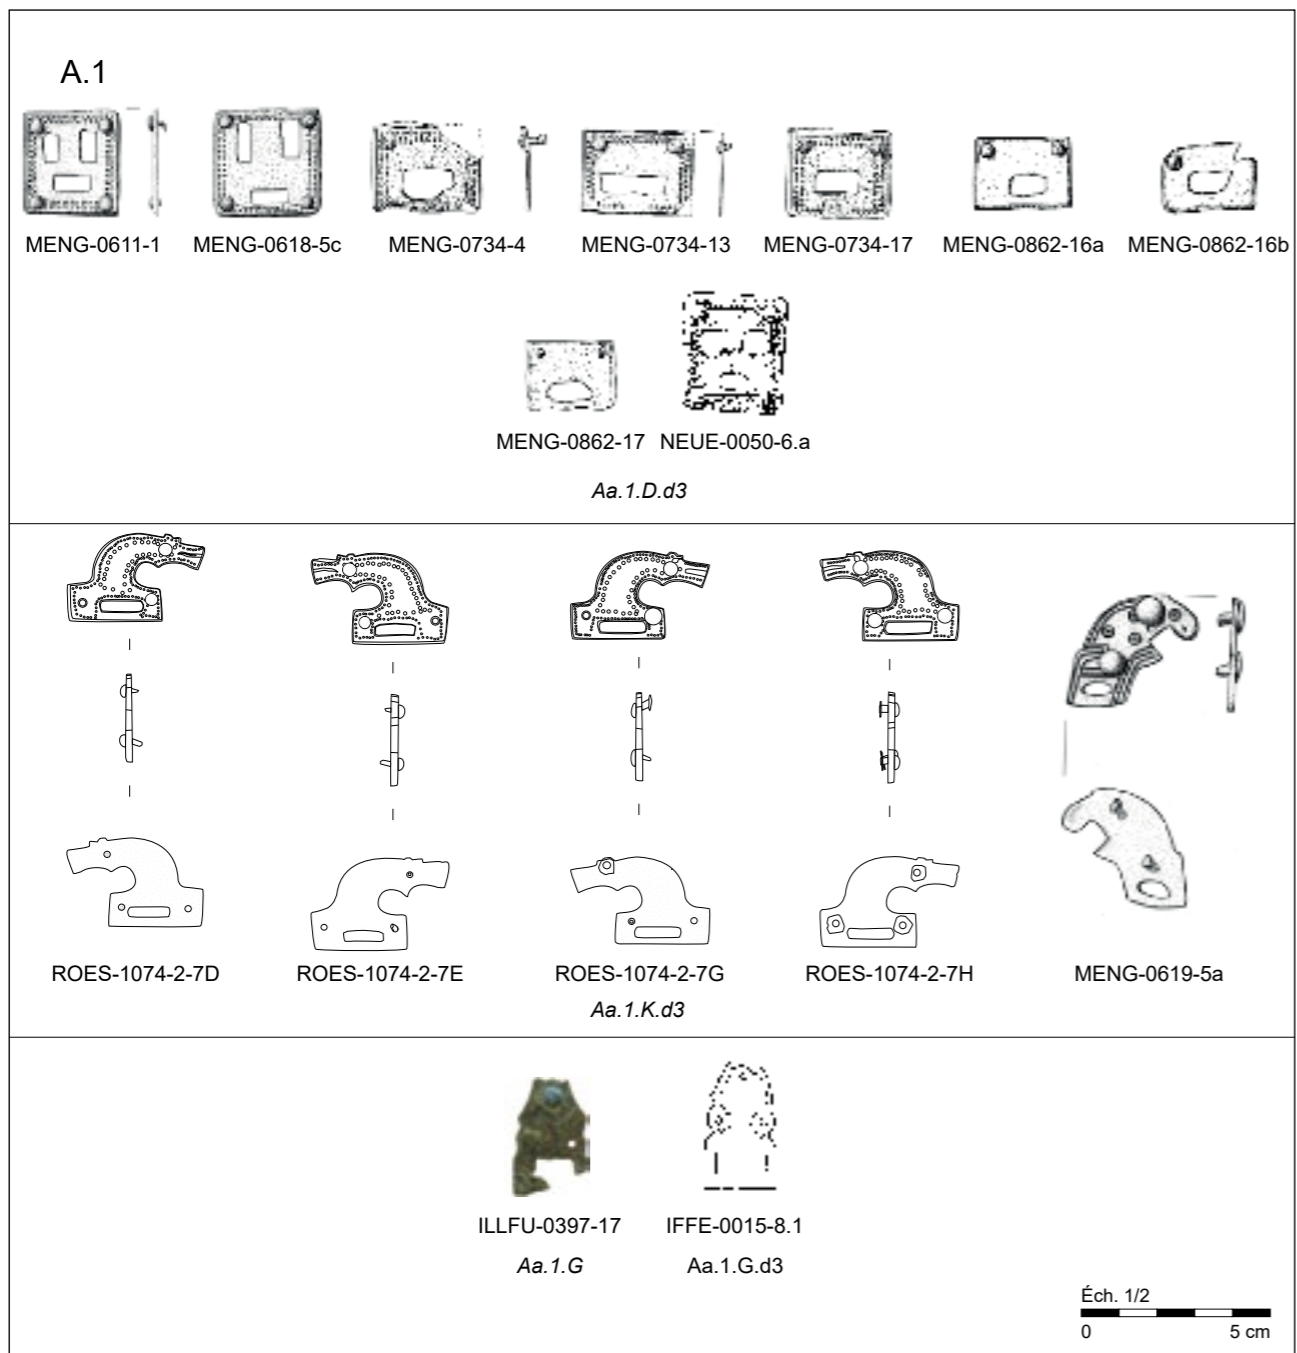 A.1
MENG-0611-1 MENG-0618-5c MENG-0734-4 MENG-0734-13 MENG-0734-17 MENG-0862-16a MENG-0862-16b
MENG-0862-17 NEUE-0050-6.a
Aa.1.D.d3
ROES-1074-2-7D ROES-1074-2-7E ROES-1074-2-7G ROES-1074-2-7H MENG-0619-5a
Aa.1.K.d3
ILLFU-0397-17 IFFE-0015-8.1
Aa.1.G Aa.1.G.d3
Éch. 1/2
0 5 cm